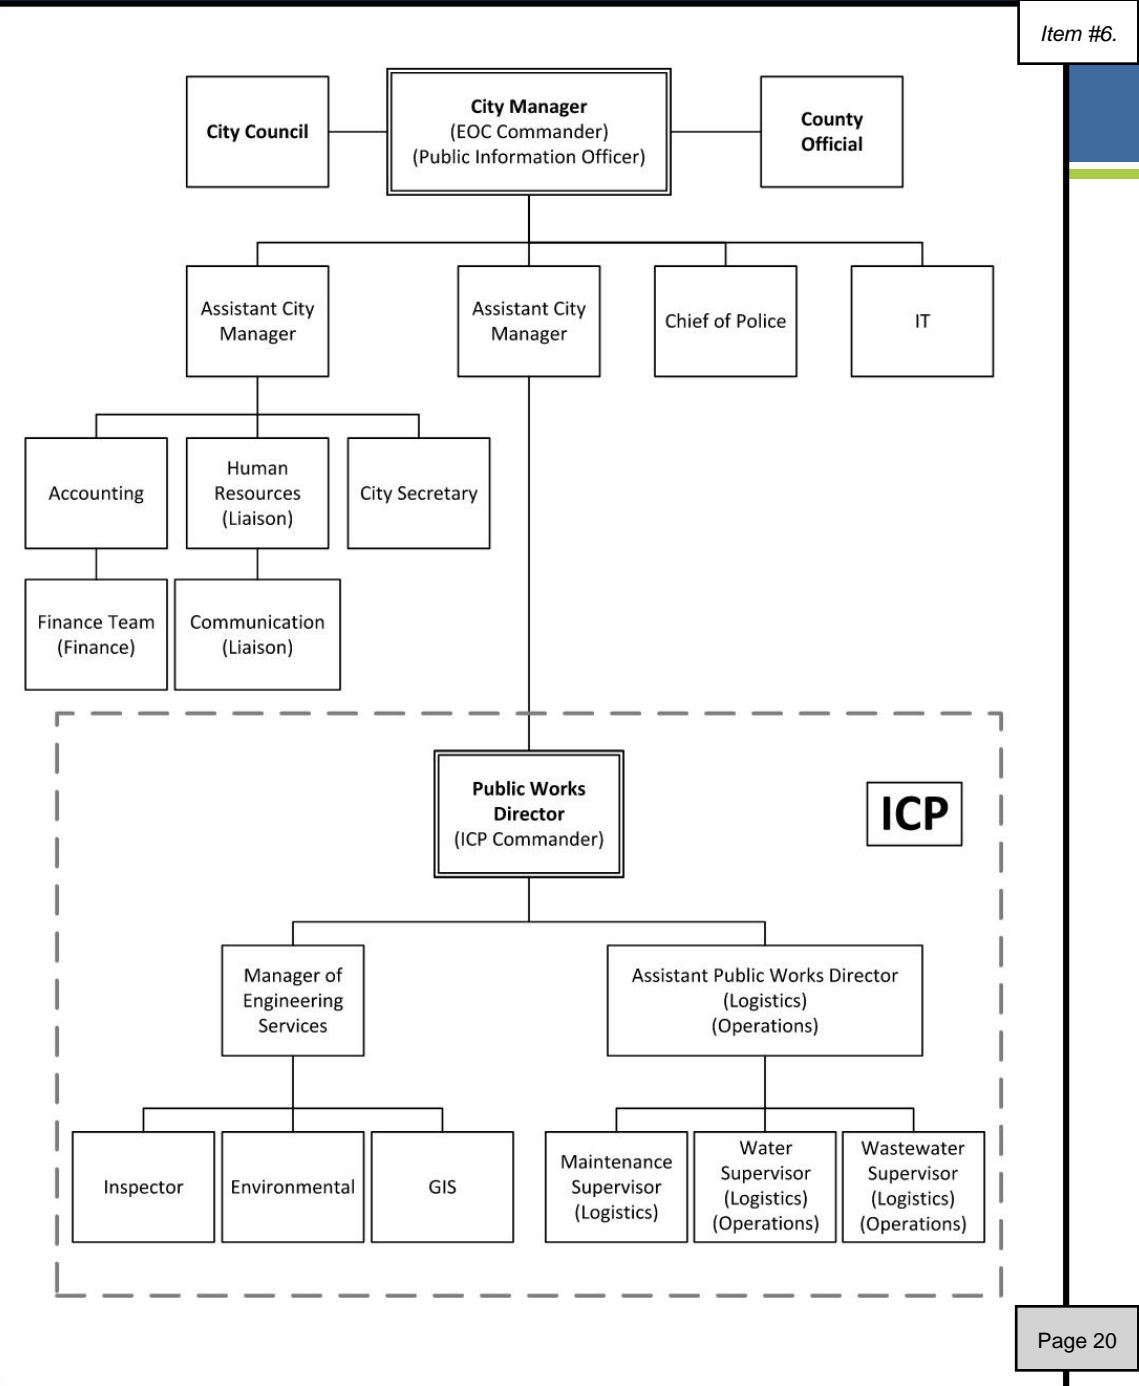 Item #6.
City Council
City Manager
(EOC Commander)
(Public Information Officer)
County
Official
Assistant City
Manager
Assistant City
Manager
Chief of Police
IT
Accounting
Human
Resources
(Liaison)
City Secretary
Finance Team
(Finance)
Communication
(Liaison)
Public Works
Director
(ICP Commander)
ICP
Manager of
Engineering
Services
Assistant Public Works Director
(Logistics)
(Operations)
Inspector
Environmental
GIS
Maintenance
Supervisor
(Logistics)
Water
Supervisor
(Logistics)
(Operations)
Wastewater
Supervisor
(Logistics)
(Operations)
Page 20